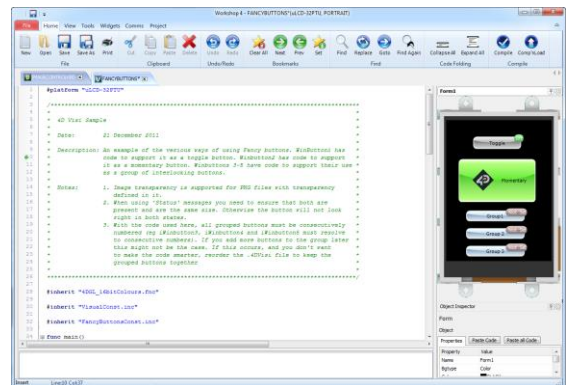 Workshop 4 - FANCYBUTTONS*(uLCD-32PTU, PORTRAIT)
File Home View Tools Widgets Comms Project
New Open Save Save As Print Cut Copy Paste Delete Undo Redo Clear All Next Prev Set Find Replace Goto Find Again Collapse All Expand All Compile Comp'nLoad
File Clipboard Undo/Redo Bookmarks Find Code Folding Compile
FANCYBUTTONS*
#platform "uLCD-32PTU"
4D Visi Sample
Date: 21 December 2011
Description: An example of the various ways of using Fancy buttons. WinButton1 has
code to support it as a toggle button. Winbutton2 has code to support
it as a momentary button. Winbuttons 3-5 have code to support their use
as a group of interlocking buttons.
Notes: 1. Image transparency is supported for PNG files with transparency
defined in it.
2. When using 'Status' messages you need to ensure that both are
present and are the same size. Otherwise the button will not look
right in both states.
3. With the code used here, all grouped buttons must be consecutively
numbered (eg iWinbutton3, iWinbutton4 and iWinbutton5 must resolve
to consecutive numbers). If you add more buttons to the group later
this might not be the case. If this occurs, and you don't want
to make the code smarter, reorder the .4DVisi file to keep the
grouped buttons together
#inherit "4DGL_16bitColours.fnc"
#inherit "VisualConst.inc"
#inherit "FancyButtonsConst.inc"
func main()
Form1
Toggle
Momentary
Group1
Group 2
Group 3
Object Inspector
Form
Object
Properties Paste Code Paste all Code
Property Value
Name Form1
Bgtype Color
Insert Line10 Col37